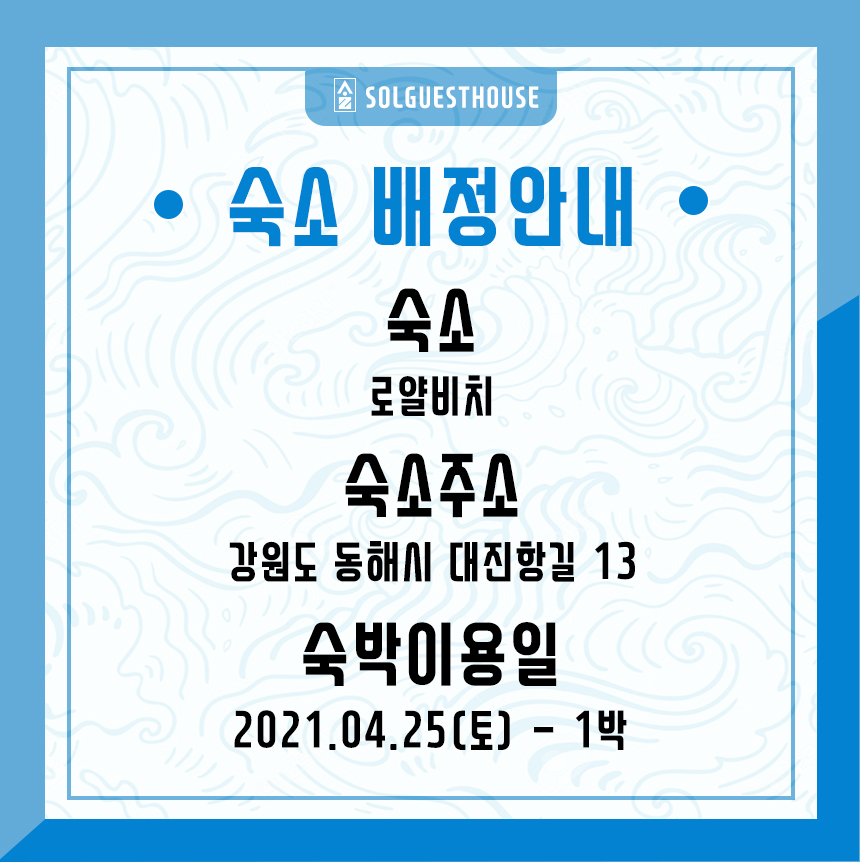 솔 SOLGUESTHOUSE
숙소 배정안내
숙소
로얄비치
숙소주소
강원도 동해시 대진항길 13
숙박이용일
2021.04.25(토) - 1박